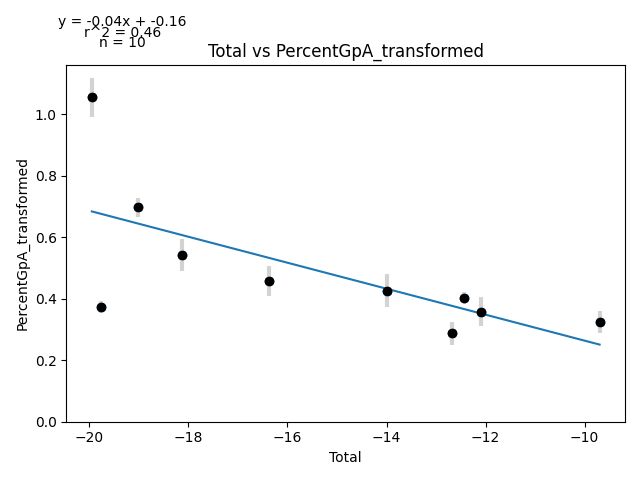 y = -0.04x + -0.16
r^2 = 0.46
n = 10
Total vs PercentGpA_transformed
PercentGpA_transformed
1.0
0.8
0.6
0.4
0.2
0.0
−20
−18
−16
−14
−12
−10
Total